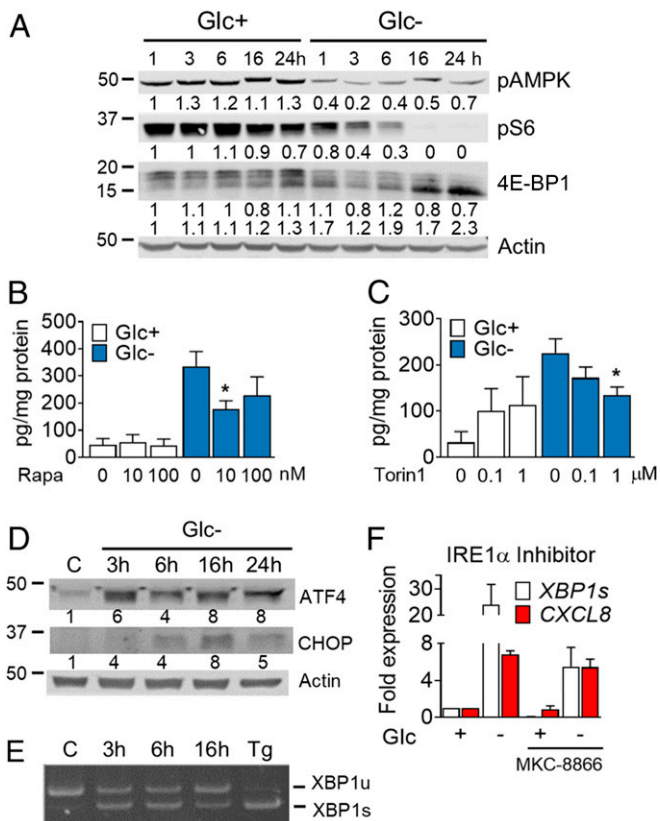 A
Glc+ Glc-
1 3 6 16 24h 1 3 6 16 24 h
50 pAMPK
1 1.3 1.2 1.1 1.3 0.4 0.2 0.4 0.5 0.7
37 pS6
1 1 1.1 0.9 0.7 0.8 0.4 0.3 0 0
20
15 4E-BP1
1 1.1 1 0.8 1.1 1.1 0.8 1.2 0.8 0.7
1 1.1 1.1 1.2 1.3 1.7 1.2 1.9 1.7 2.3
50 Actin
B
500
400
300
200
100
0
pg/mg protein
Glc+
Glc-
*
Rapa 0 10 100 0 10 100 nM
C
300
200
100
0
pg/mg protein
Glc+
Glc-
*
Torin1 0 0.1 1 0 0.1 1 μM
D
Glc-
C 3h 6h 16h 24h
50 ATF4
1 6 4 8 8
37 CHOP
1 4 4 8 5
50 Actin
E
C 3h 6h 16h Tg
XBP1u
XBP1s
F
IRE1α Inhibitor
30
20
8
4
0
Fold expression
XBP1s
CXCL8
Glc + - + -
MKC-8866